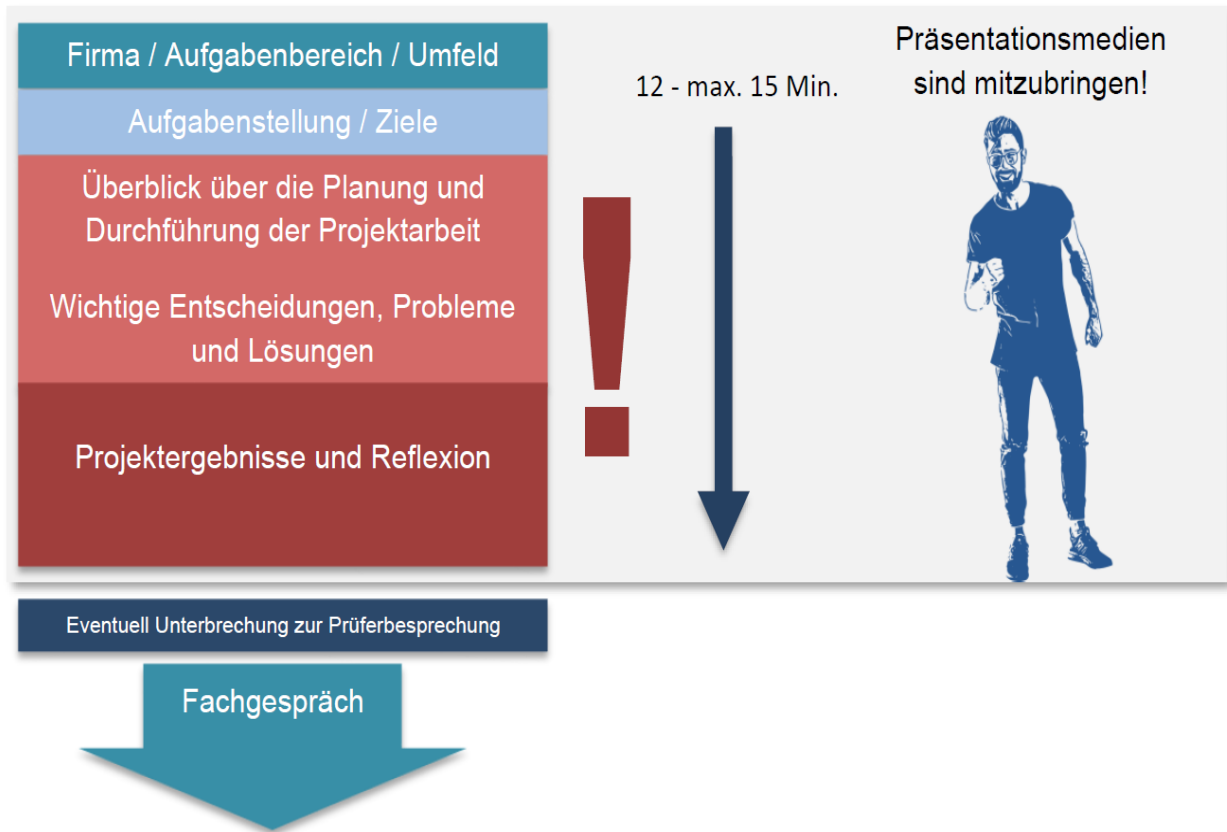 Firma / Aufgabenbereich / Umfeld
Aufgabenstellung / Ziele
Überblick über die Planung und
Durchführung der Projektarbeit
Wichtige Entscheidungen, Probleme
und Lösungen
Projektergebnisse und Reflexion
!
12 - max. 15 Min.
Präsentationsmedien
sind mitzubringen!
Eventuell Unterbrechung zur Prüferbesprechung
Fachgespräch